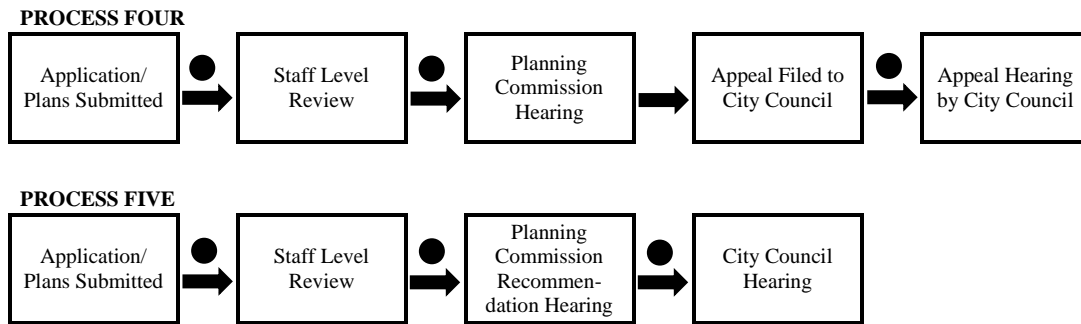 PROCESS FOUR
Application/
Plans Submitted
Staff Level
Review
Planning
Commission
Hearing
Appeal Filed to
City Council
Appeal Hearing
by City Council
PROCESS FIVE
Application/
Plans Submitted
Staff Level
Review
Planning
Commission
Recommen-
dation Hearing
City Council
Hearing